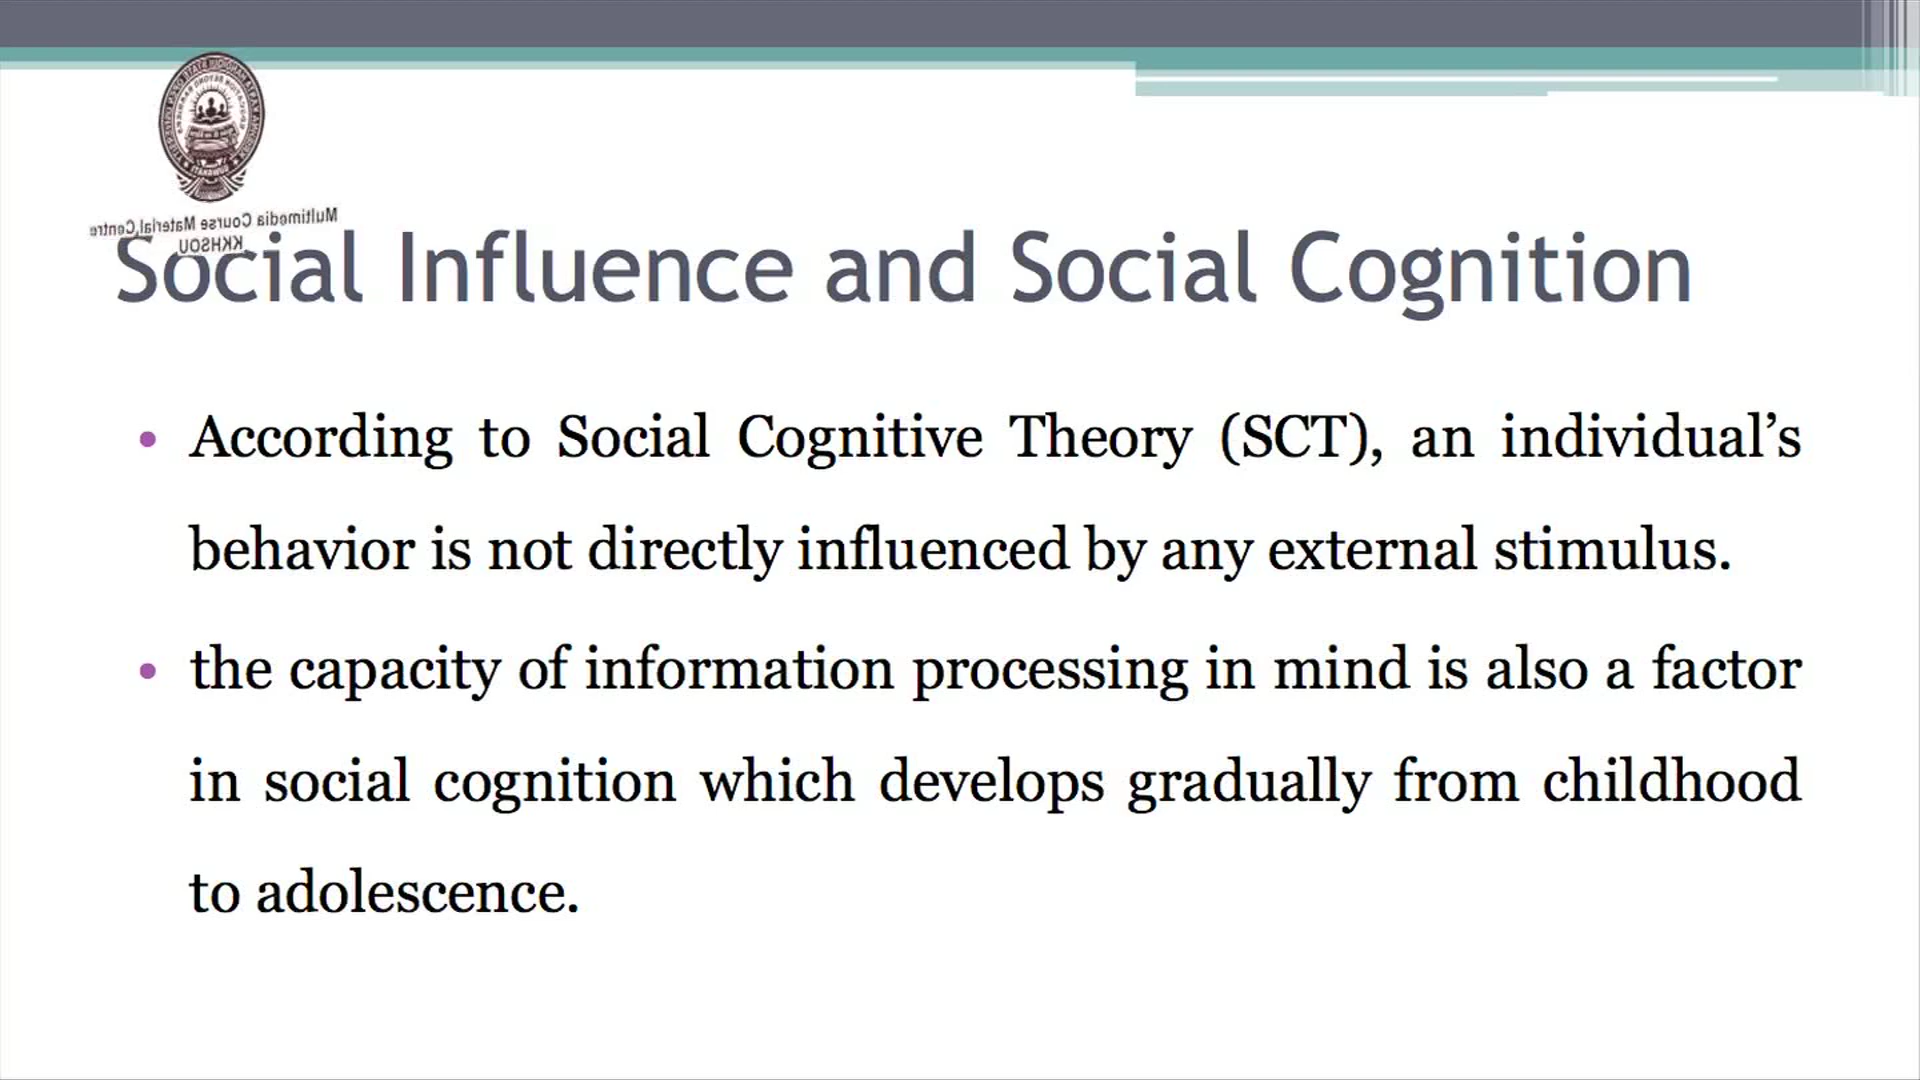 Multimedia Course Material Centre
KKHSOU
Social Influence and Social Cognition
• According to Social Cognitive Theory (SCT), an individual’s
behavior is not directly influenced by any external stimulus.
• the capacity of information processing in mind is also a factor
in social cognition which develops gradually from childhood
to adolescence.